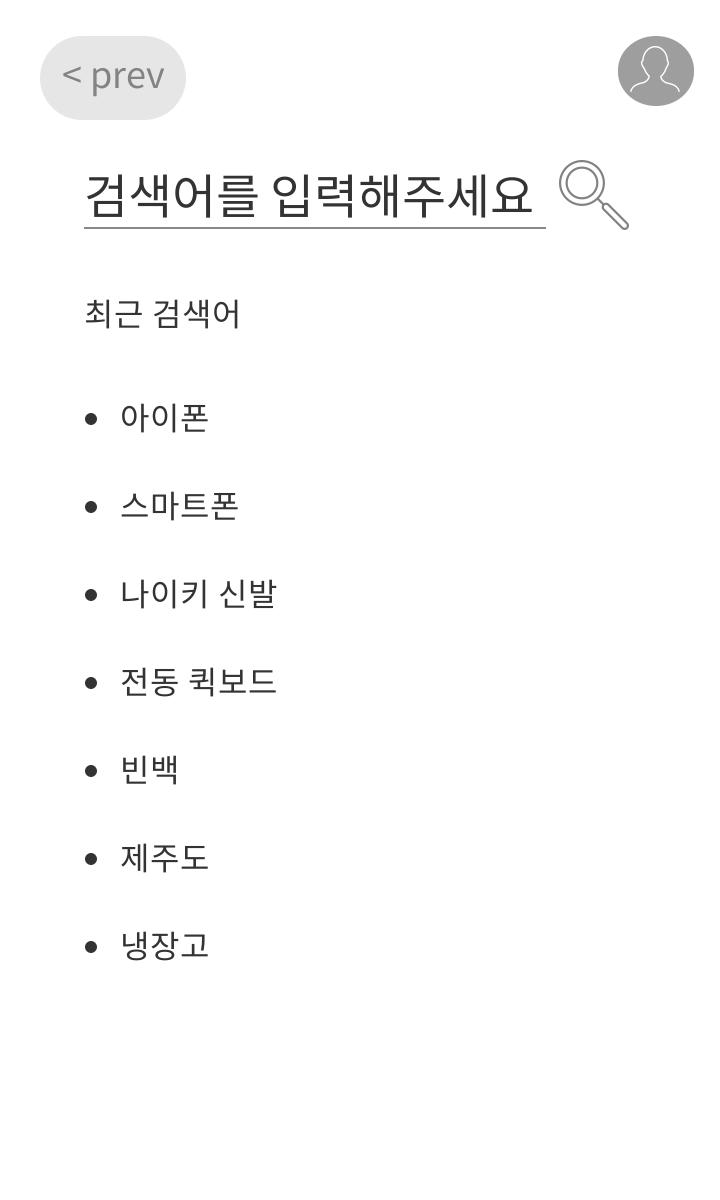 < prev
검색어를 입력해주세요
최근 검색어
• 아이폰
• 스마트폰
• 나이키 신발
• 전동 퀵보드
• 빈백
• 제주도
• 냉장고